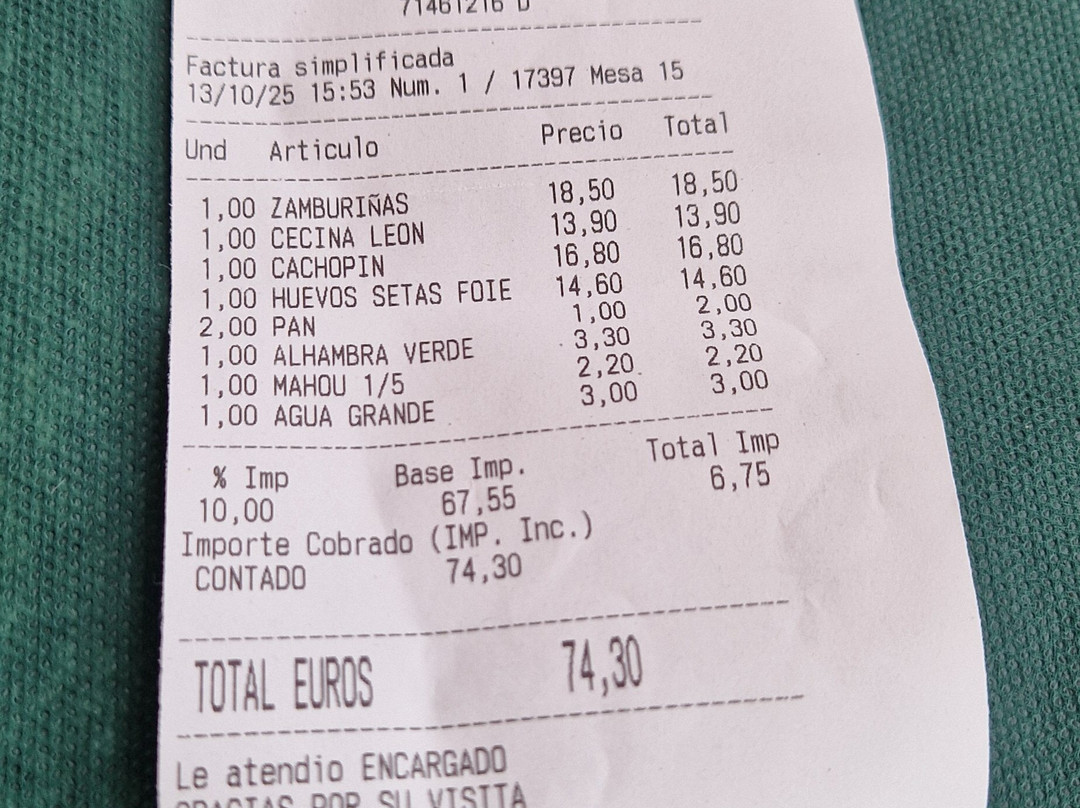 71461216 D
Factura simplificada
13/10/25 15:53 Num. 1 / 17397 Mesa 15
Und Articulo Precio Total
1,00 ZAMBURIÑAS 18,50 18,50
1,00 CECINA LEON 13,90 13,90
1,00 CACHOPIN 16,80 16,80
1,00 HUEVOS SETAS FOIE 14,60 14,60
2,00 PAN 1,00 2,00
1,00 ALHAMBRA VERDE 3,30 3,30
1,00 MAHOU 1/5 2,20 2,20
1,00 AGUA GRANDE 3,00 3,00
% Imp Base Imp. Total Imp
10,00 67,55 6,75
Importe Cobrado (IMP. Inc.)
CONTADO 74,30
TOTAL EUROS 74,30
Le atendio ENCARGADO
GRACIAS POR SU VISITA